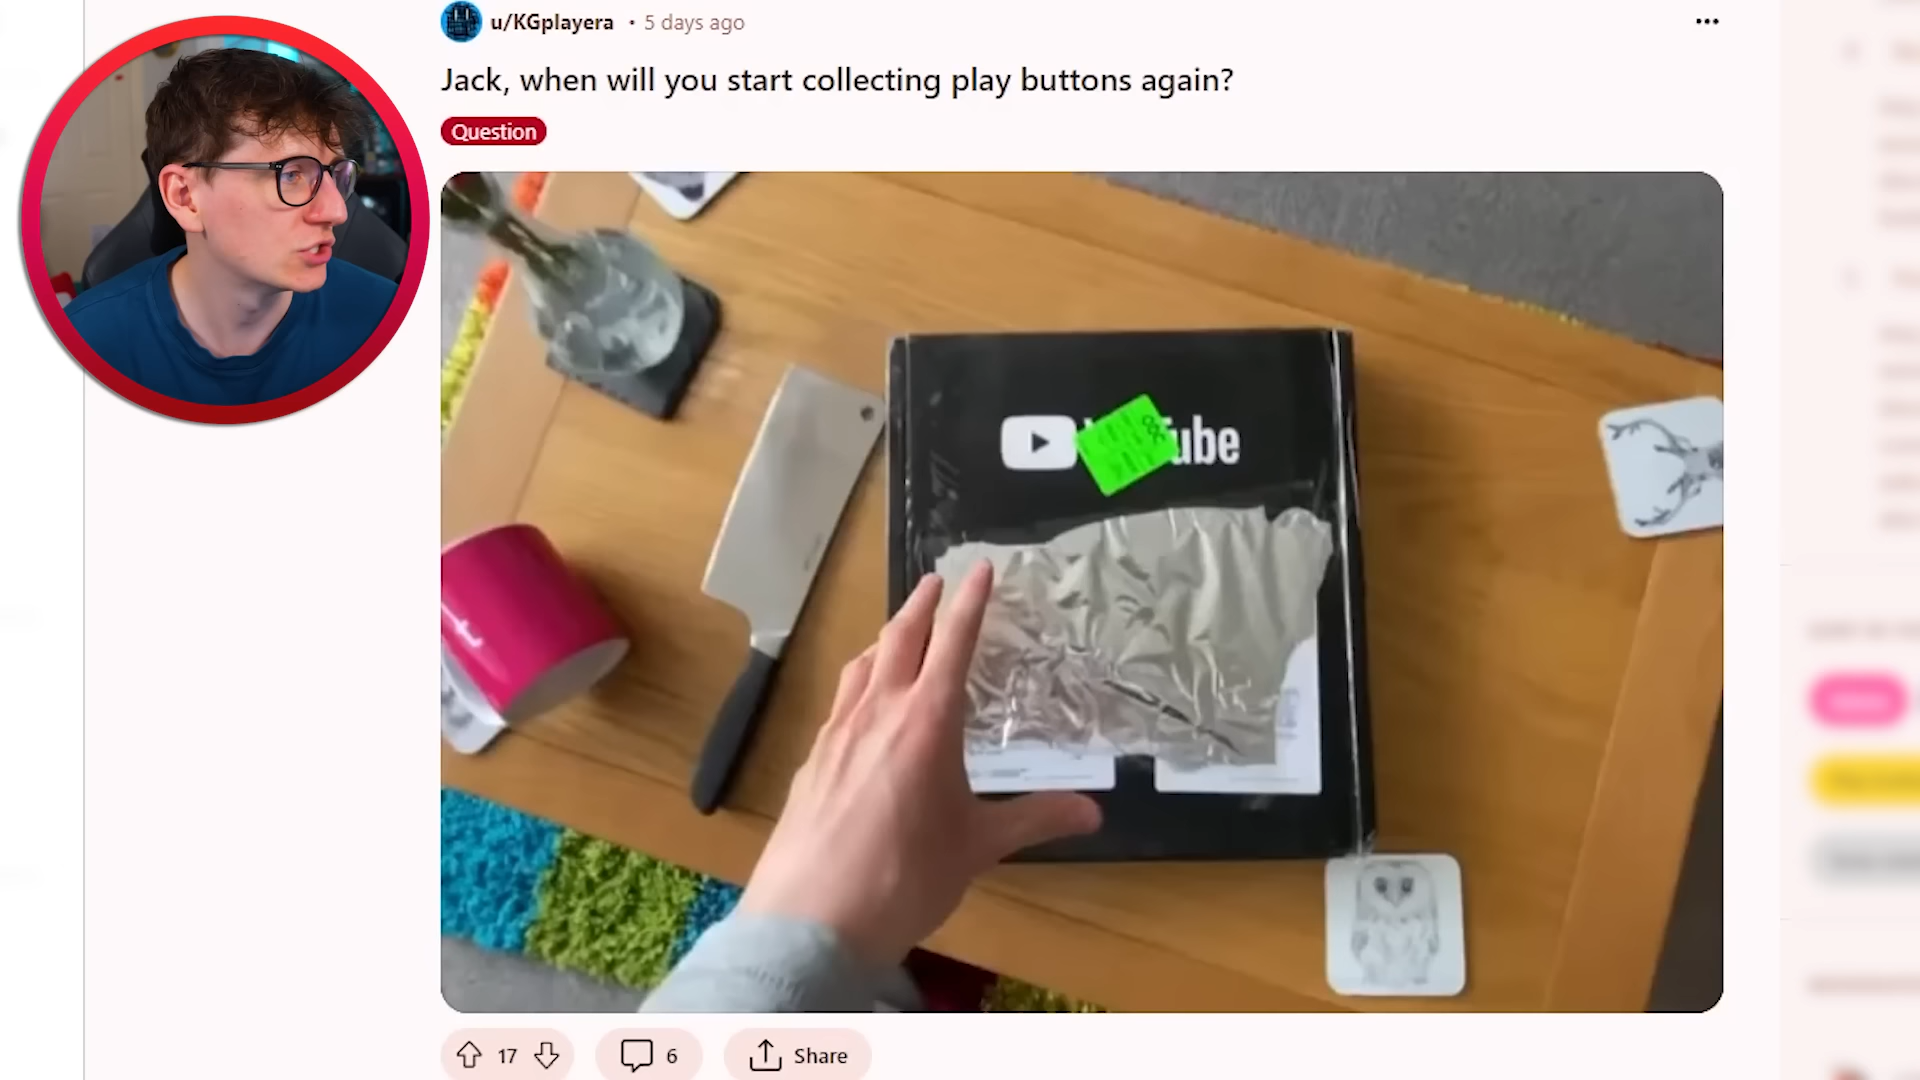 u/KGplayera • 5 days ago
Jack, when will you start collecting play buttons again?
Question
ube
17
6
Share